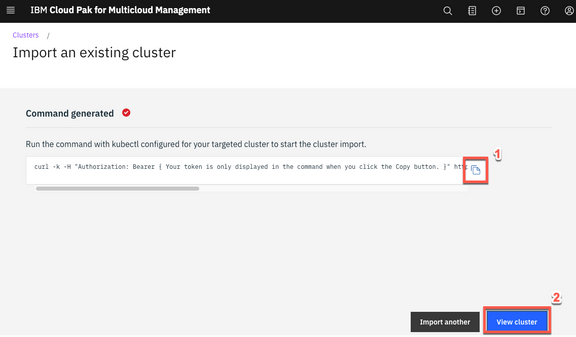 IBM Cloud Pak for Multicloud Management
Clusters /
Import an existing cluster
Command generated
Run the command with kubectl configured for your targeted cluster to start the cluster import.
curl -k -H "Authorization: Bearer { Your token is only displayed in the command when you click the Copy button. }" htt
1
2
Import another
View cluster